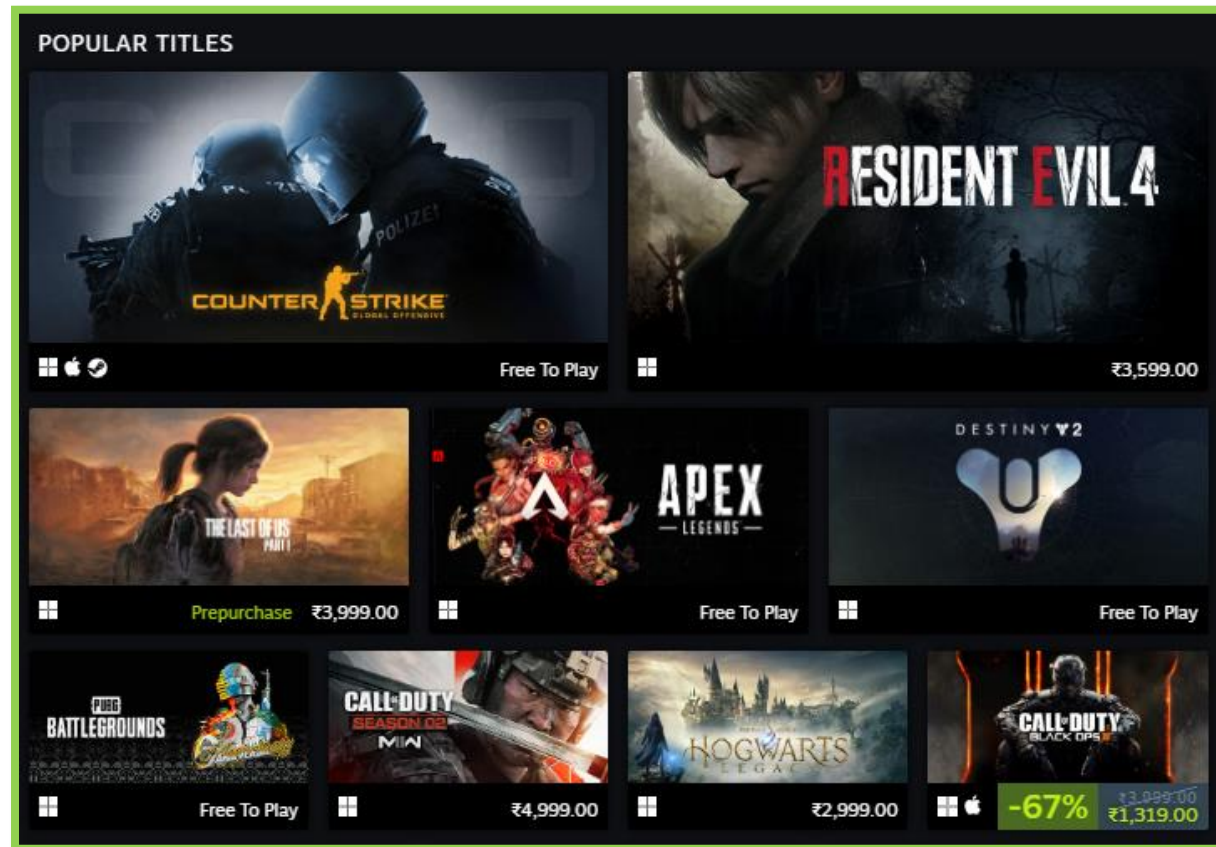 POPULAR TITLES
POLIZEI
COUNTER STRIKE
GLOBAL OFFENSIVE
Free To Play
RESIDENT EVIL 4
₹3,599.00
THE LAST OF US
PART I
Prepurchase ₹3,999.00
APEX
LEGENDS
Free To Play
DESTINY 2
Free To Play
PUBG
BATTLEGROUNDS
Free To Play
CALL OF DUTY
SEASON 02
MW
₹4,999.00
HOGWARTS
LEGACY
₹2,999.00
CALL OF DUTY
BLACK OPS III
-67%
₹3,999.00
₹1,319.00